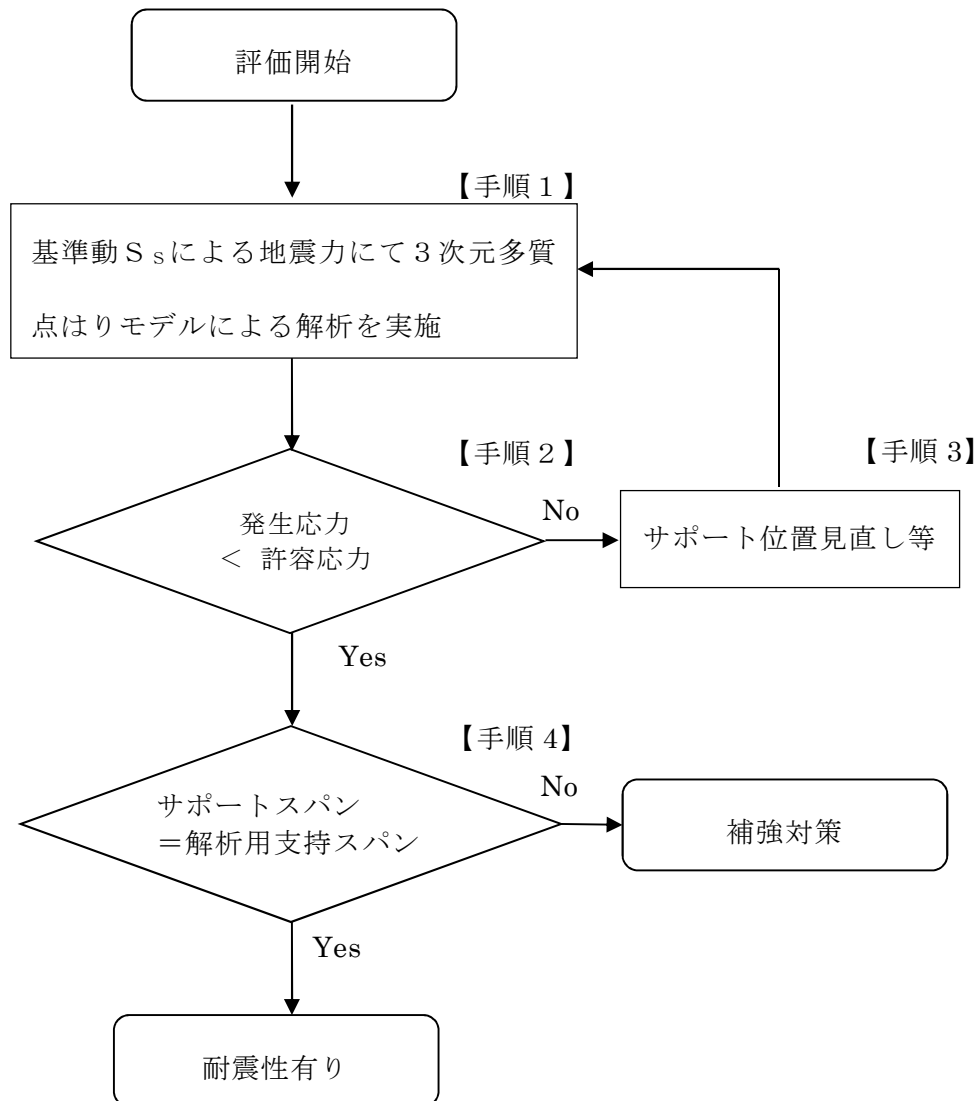 評価開始
【手順１】
基準動Ｓｓによる地震力にて３次元多質
点はりモデルによる解析を実施
【手順２】
【手順 3】
発生応力
< 許容応力
No
サポート位置見直し等
Yes
【手順 4】
No
サポートスパン
＝解析用支持スパン
補強対策
Yes
耐震性有り